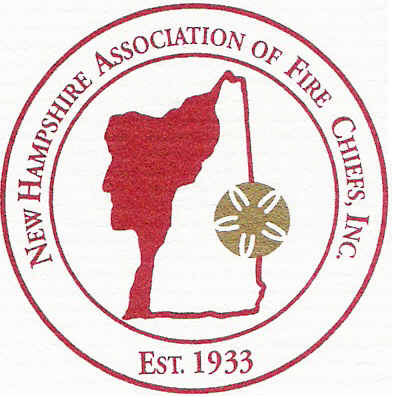 NEW HAMPSHIRE ASSOCIATION OF FIRE CHIEFS, INC.
EST. 1933